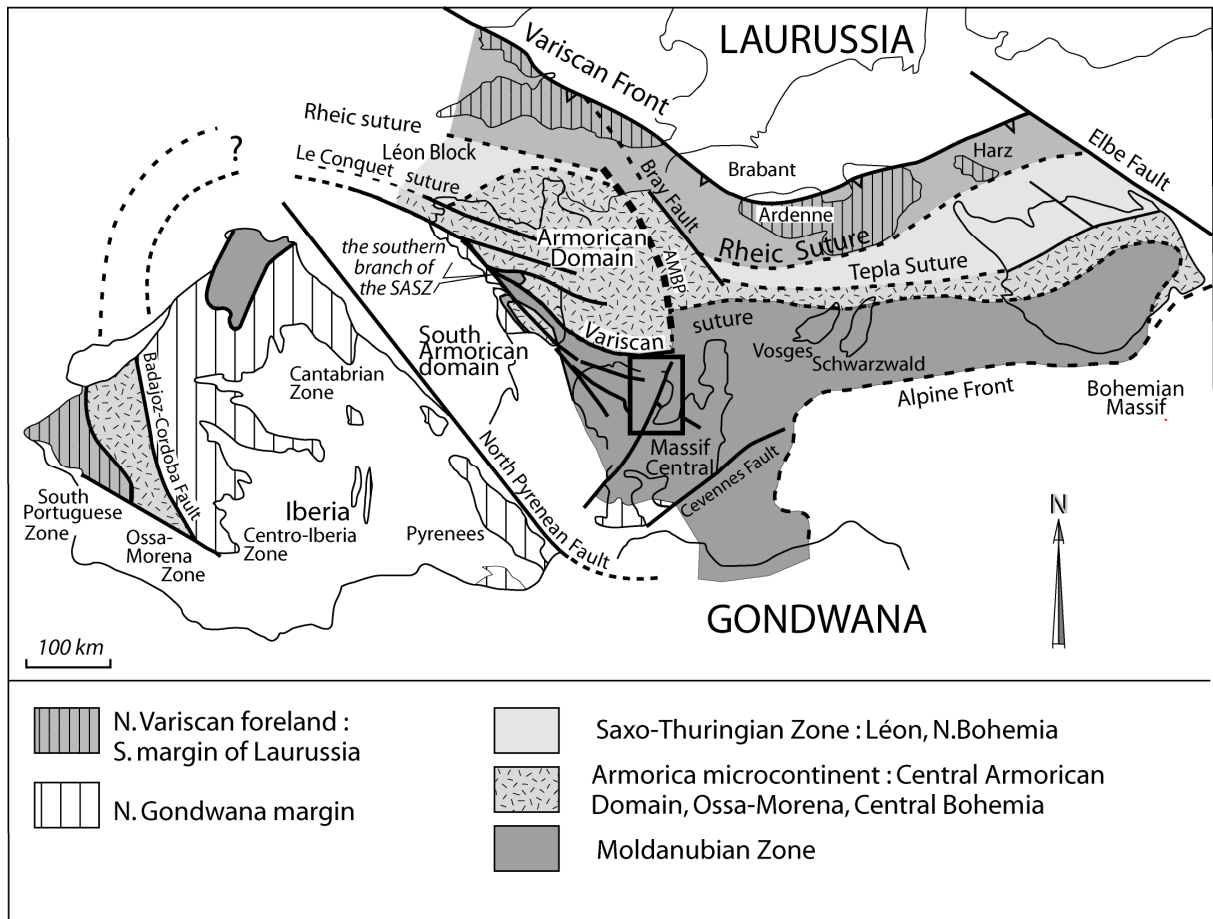 LAURUSSIA
Variscan Front
Rheic suture
?
Le Conquet suture
Léon Block
Bray Fault
Brabant
Harz
Elbe Fault
Ardenne
Rheic Suture
Armorican
Domain
the southern
branch of
the SASZ
AMBP
Tepla Suture
South
Armorican
domain
Variscan
suture
Vosges
Schwarzwald
Alpine Front
Bohemian
Massif
Cantabrian
Zone
Badajoz-Cordoba Fault
Massif
Central
Cevennes Fault
North Pyrenean Fault
South
Portuguese
Zone
Ossa-
Morena
Zone
Iberia
Centro-Iberia
Zone
Pyrenees
N
GONDWANA
100 km
N. Variscan foreland :
S. margin of Laurussia
N. Gondwana margin
Saxo-Thuringian Zone : Léon, N.Bohemia
Armorica microcontinent : Central Armorican
Domain, Ossa-Morena, Central Bohemia
Moldanubian Zone